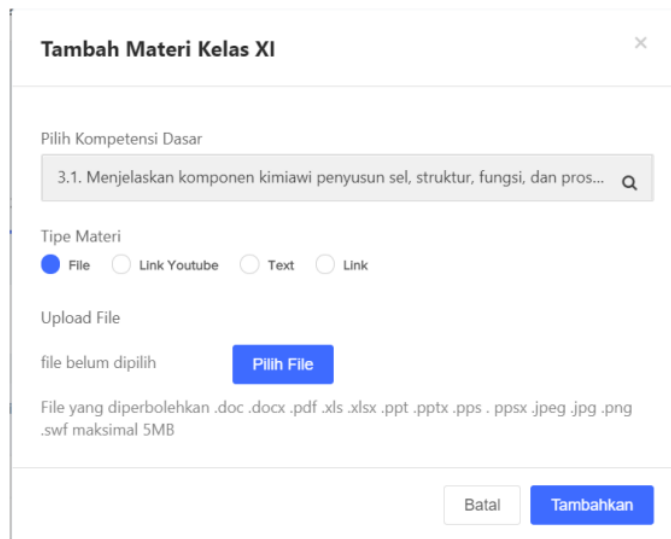 Tambah Materi Kelas XI
×
Pilih Kompetensi Dasar
3.1. Menjelaskan komponen kimiawi penyusun sel, struktur, fungsi, dan pros...
Tipe Materi
File Link Youtube Text Link
Upload File
file belum dipilih Pilih File
File yang diperbolehkan .doc .docx .pdf .xls .xlsx .ppt .pptx .pps . ppsx .jpeg .jpg .png
.swf maksimal 5MB
Batal Tambahkan